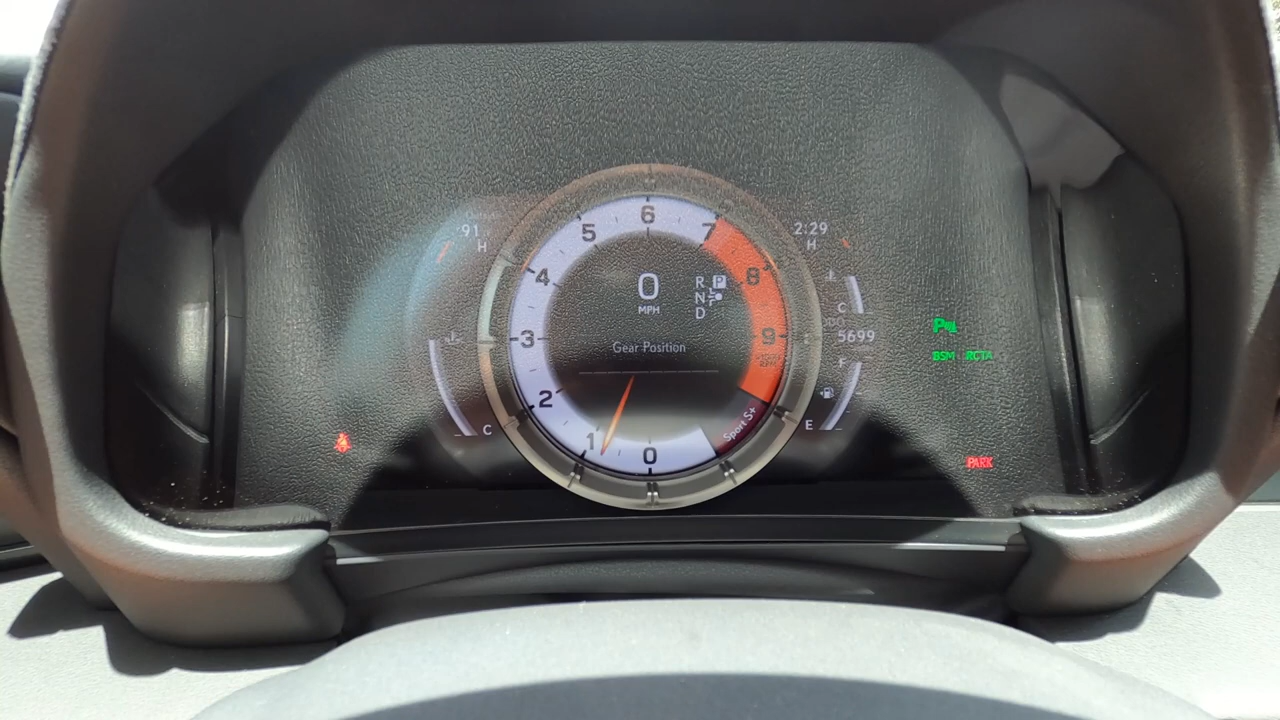 91
H
C
6
5
7
4
8
3
9
2
1
0
0
MPH
R P
N
D
Gear Position
Sport S+
2:29
H
C
5699
F
E
BSM RCTA
PARK